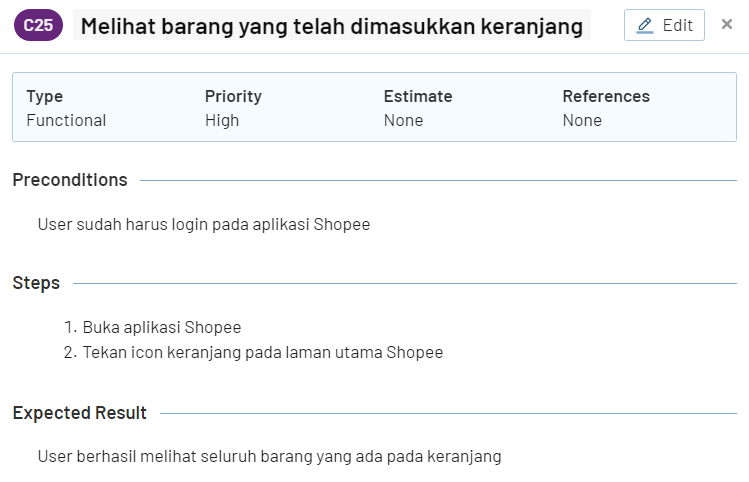 C25 Melihat barang yang telah dimasukkan keranjang Edit ×
Type Priority Estimate References
Functional High None None
Preconditions
User sudah harus login pada aplikasi Shopee
Steps
1. Buka aplikasi Shopee
2. Tekan icon keranjang pada laman utama Shopee
Expected Result
User berhasil melihat seluruh barang yang ada pada keranjang